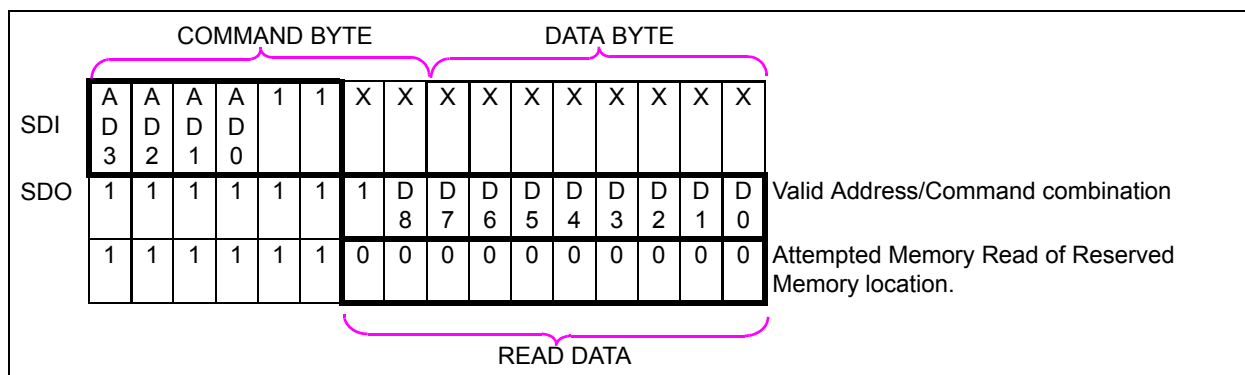 COMMAND BYTE DATA BYTE
SDI A A A A 1 1 X X X X X X X X X X
D D D D
3 2 1 0
SDO 1 1 1 1 1 1 1 D D D D D D D D D Valid Address/Command combination
8 7 6 5 4 3 2 1 0
1 1 1 1 1 1 0 0 0 0 0 0 0 0 0 0 Attempted Memory Read of Reserved
Memory location.
READ DATA